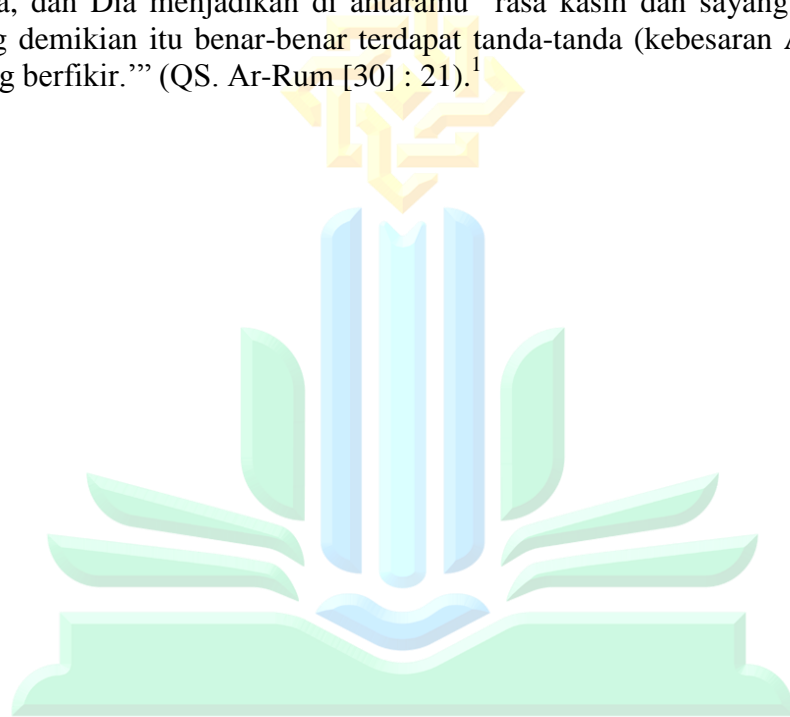 dan Dia menjadikan di antaramu rasa kasih dan sayang
demikian itu benar-benar terdapat tanda-tanda (kebesaran
berfikir.’” (QS. Ar-Rum [30] : 21).1